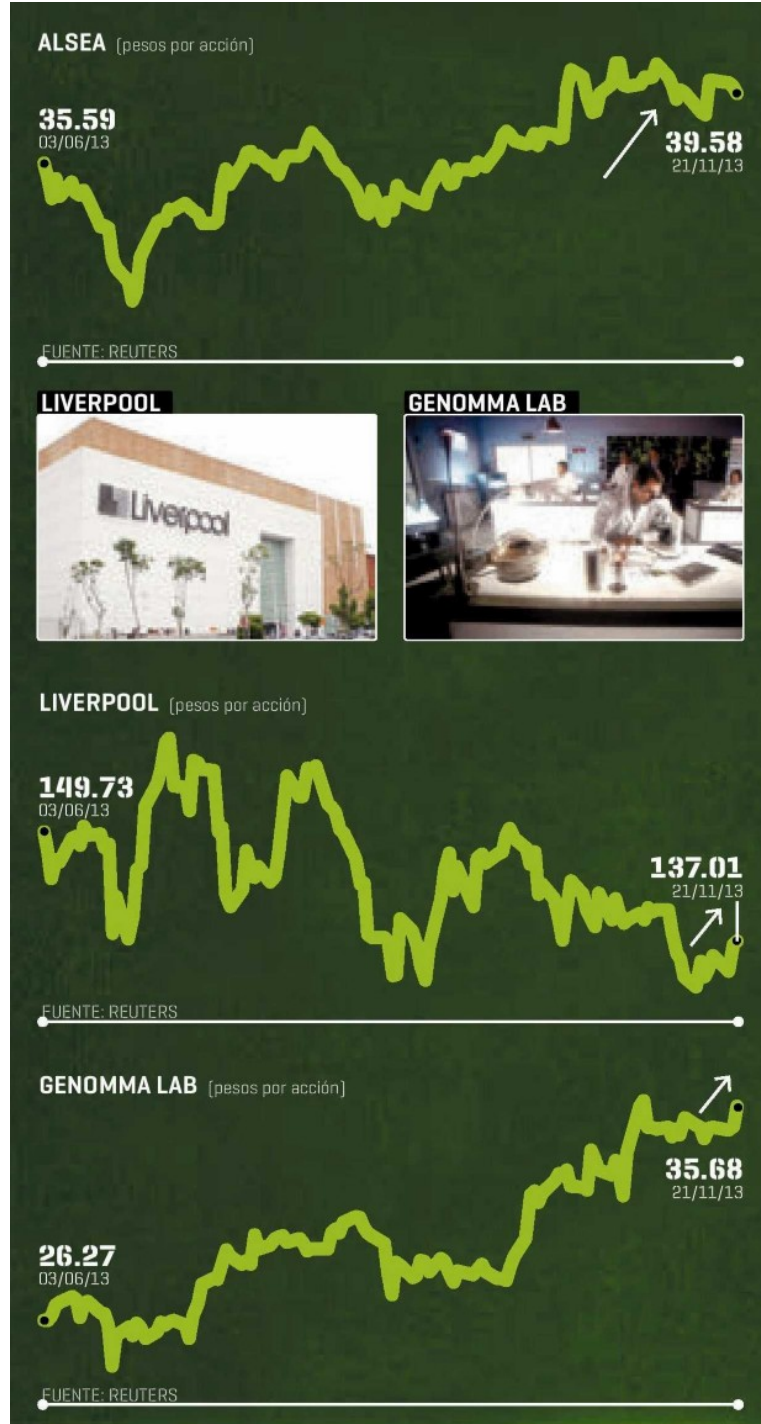 ALSEA (pesos por acción)
35.59
03/06/13
39.58
21/11/13
FUENTE: REUTERS
LIVERPOOL
GENOMMA LAB
Liverpool
LIVERPOOL (pesos por acción)
149.73
03/06/13
137.01
21/11/13
FUENTE: REUTERS
GENOMMA LAB (pesos por acción)
35.68
21/11/13
26.27
03/06/13
FUENTE: REUTERS